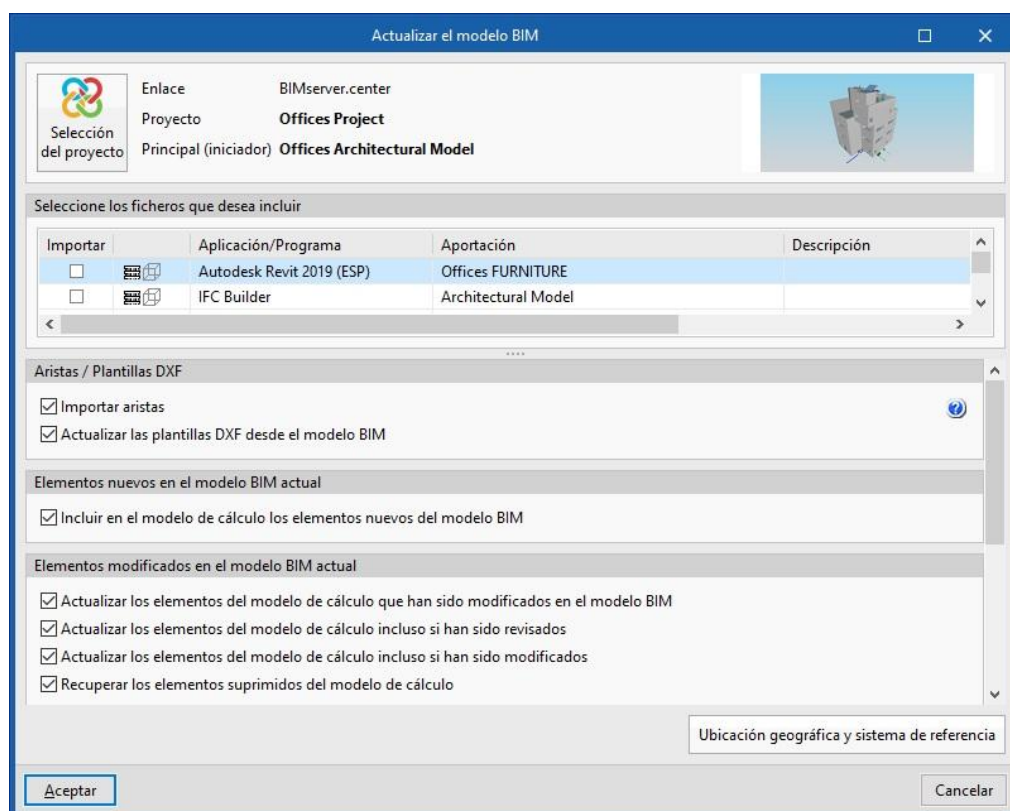 Actualizar el modelo BIM
Selección
del proyecto
Enlace BIMserver.center
Proyecto Offices Project
Principal (iniciador) Offices Architectural Model
Seleccione los ficheros que desea incluir
Importar Aplicación/Programa Aportación Descripción
Autodesk Revit 2019 (ESP) Offices FURNITURE
IFC Builder Architectural Model
Aristas / Plantillas DXF
Importar aristas
Actualizar las plantillas DXF desde el modelo BIM
Elementos nuevos en el modelo BIM actual
Incluir en el modelo de cálculo los elementos nuevos del modelo BIM
Elementos modificados en el modelo BIM actual
Actualizar los elementos del modelo de cálculo que han sido modificados en el modelo BIM
Actualizar los elementos del modelo de cálculo incluso si han sido revisados
Actualizar los elementos del modelo de cálculo incluso si han sido modificados
Recuperar los elementos suprimidos del modelo de cálculo
Ubicación geográfica y sistema de referencia
Aceptar Cancelar